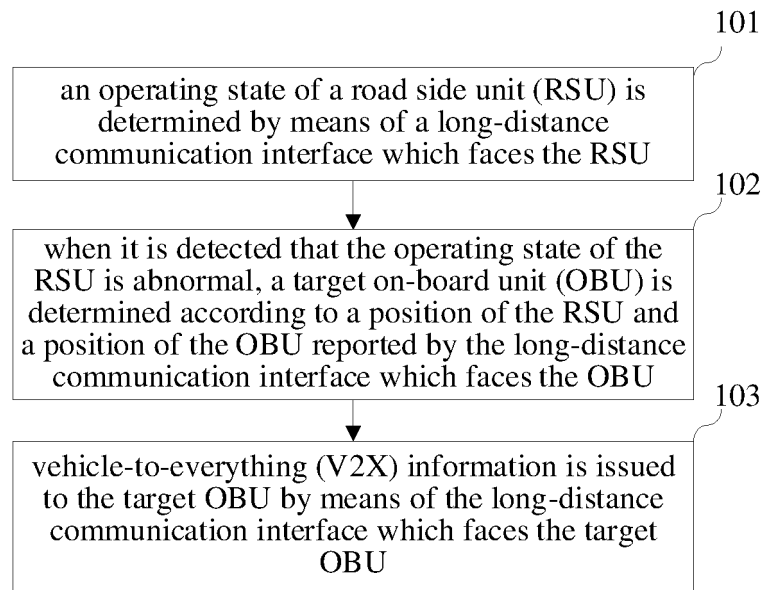 101
an operating state of a road side unit (RSU) is
determined by means of a long-distance
communication interface which faces the RSU
102
when it is detected that the operating state of the
RSU is abnormal, a target on-board unit (OBU) is
determined according to a position of the RSU and
a position of the OBU reported by the long-distance
communication interface which faces the OBU
103
vehicle-to-everything (V2X) information is issued
to the target OBU by means of the long-distance
communication interface which faces the target
OBU